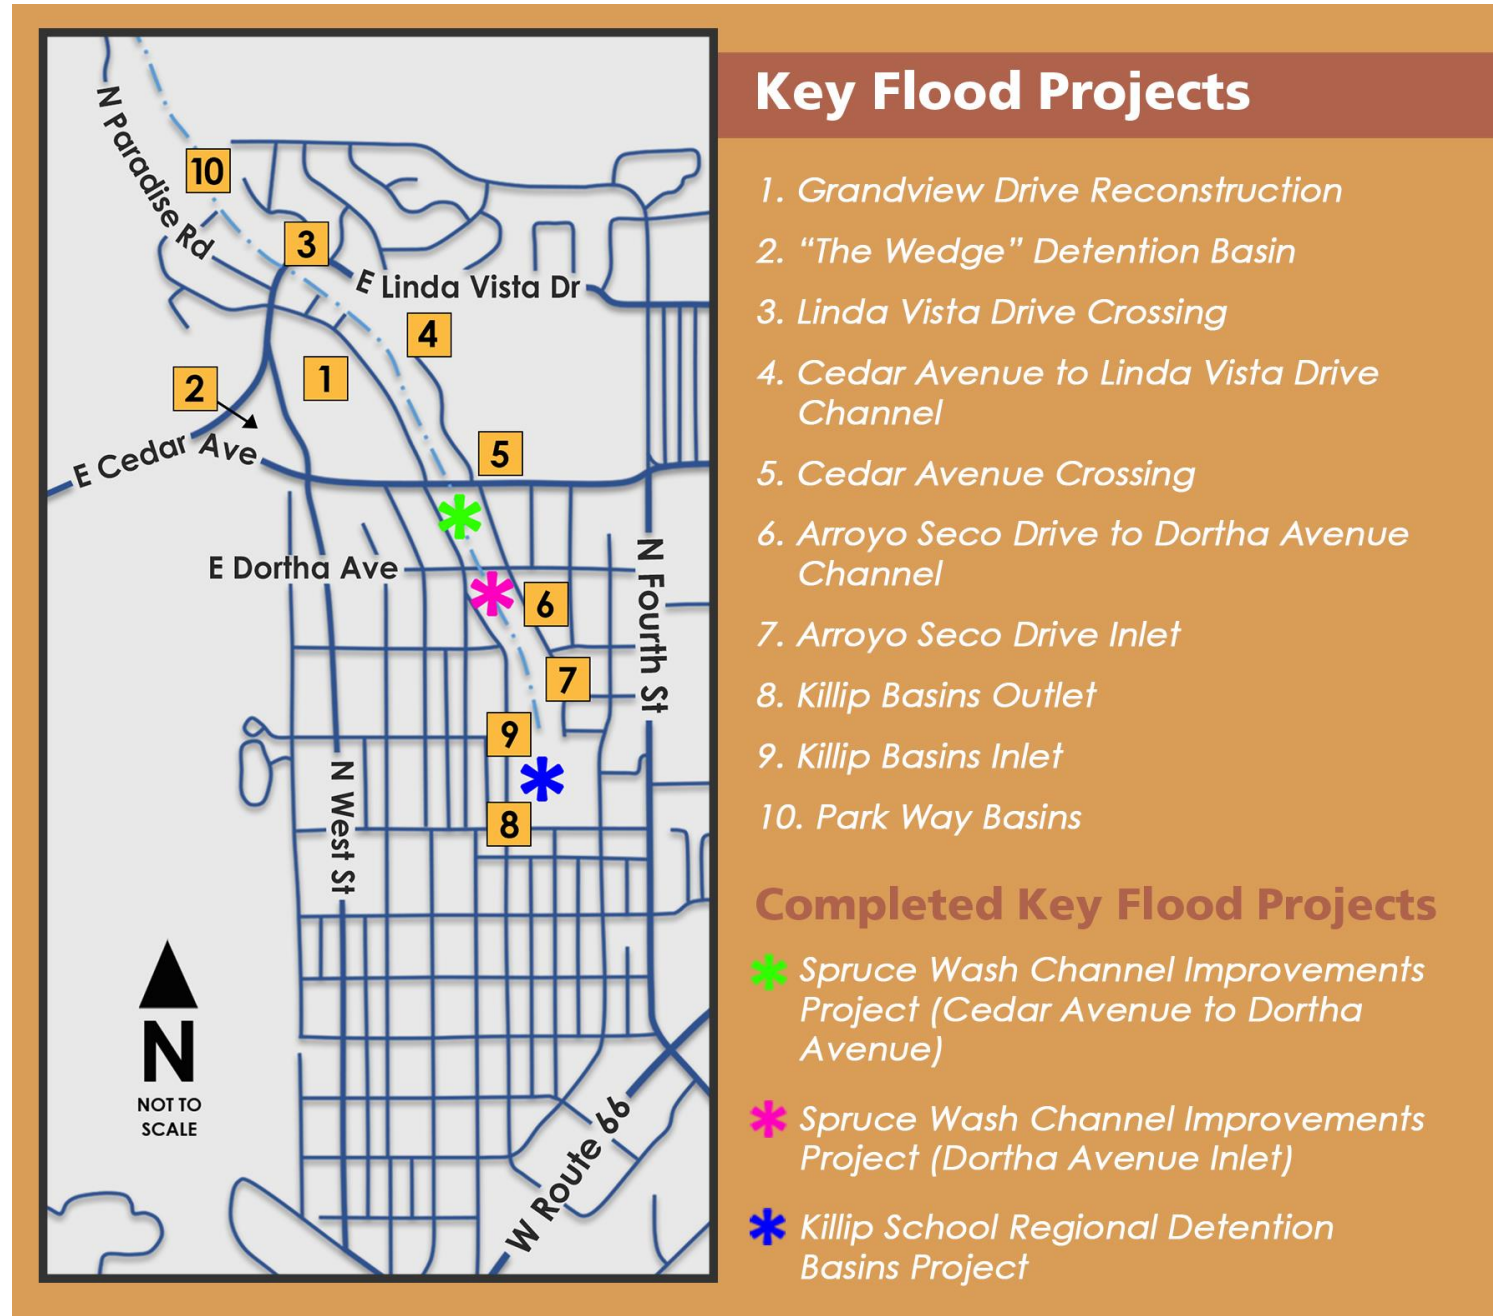 N Paradise Rd
10
3
E Linda Vista Dr
4
1
2
E Cedar Ave
5
E Dortha Ave
6
N Fourth St
7
9
8
N West St
N
NOT TO
SCALE
W Route 66
Key Flood Projects
1. Grandview Drive Reconstruction
2. “The Wedge” Detention Basin
3. Linda Vista Drive Crossing
4. Cedar Avenue to Linda Vista Drive
Channel
5. Cedar Avenue Crossing
6. Arroyo Seco Drive to Dortha Avenue
Channel
7. Arroyo Seco Drive Inlet
8. Killip Basins Outlet
9. Killip Basins Inlet
10. Park Way Basins
Completed Key Flood Projects
Spruce Wash Channel Improvements
Project (Cedar Avenue to Dortha
Avenue)
Spruce Wash Channel Improvements
Project (Dortha Avenue Inlet)
Killip School Regional Detention
Basins Project